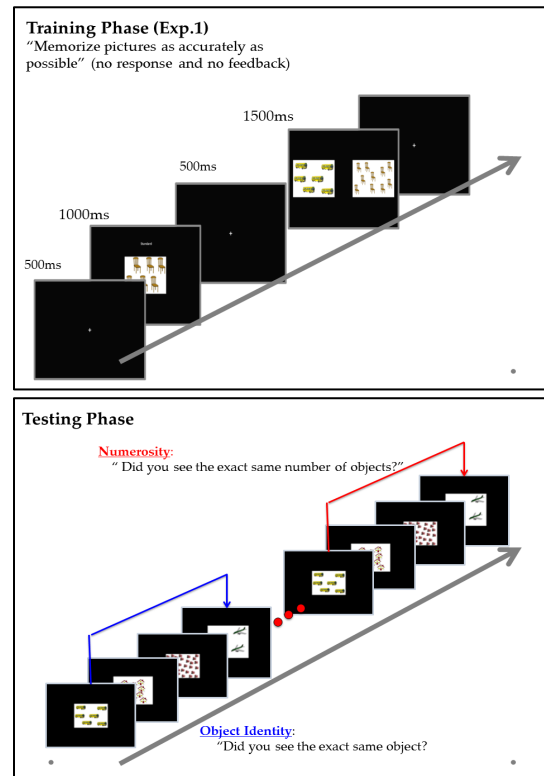 Training Phase (Exp.1)
"Memorize pictures as accurately as
possible" (no response and no feedback)
1500ms
500ms
1000ms
500ms
Testing Phase
Numerosity:
" Did you see the exact same number of objects?"
Object Identity:
"Did you see the exact same object?